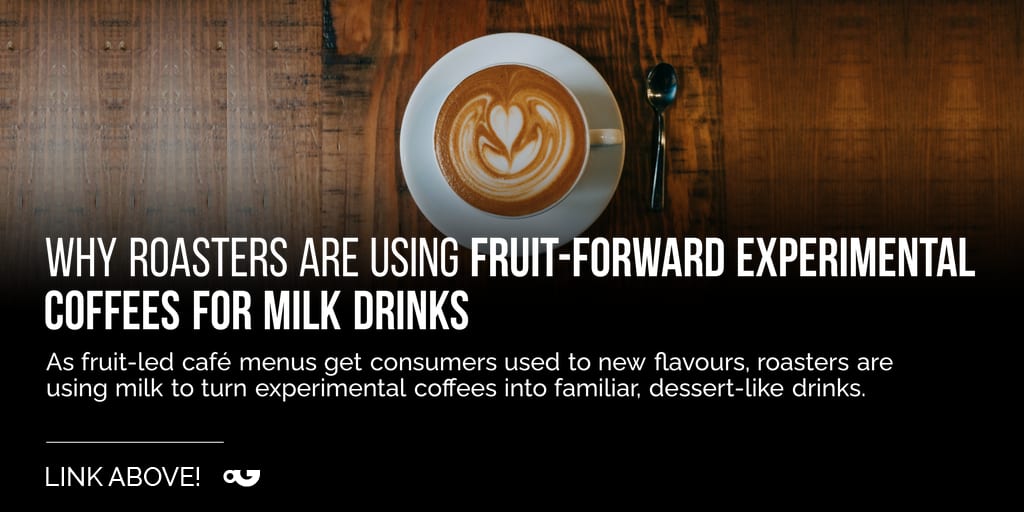 WHY ROASTERS ARE USING FRUIT-FORWARD EXPERIMENTAL
COFFEES FOR MILK DRINKS
As fruit-led café menus get consumers used to new flavours, roasters are
using milk to turn experimental coffees into familiar, dessert-like drinks.
LINK ABOVE!